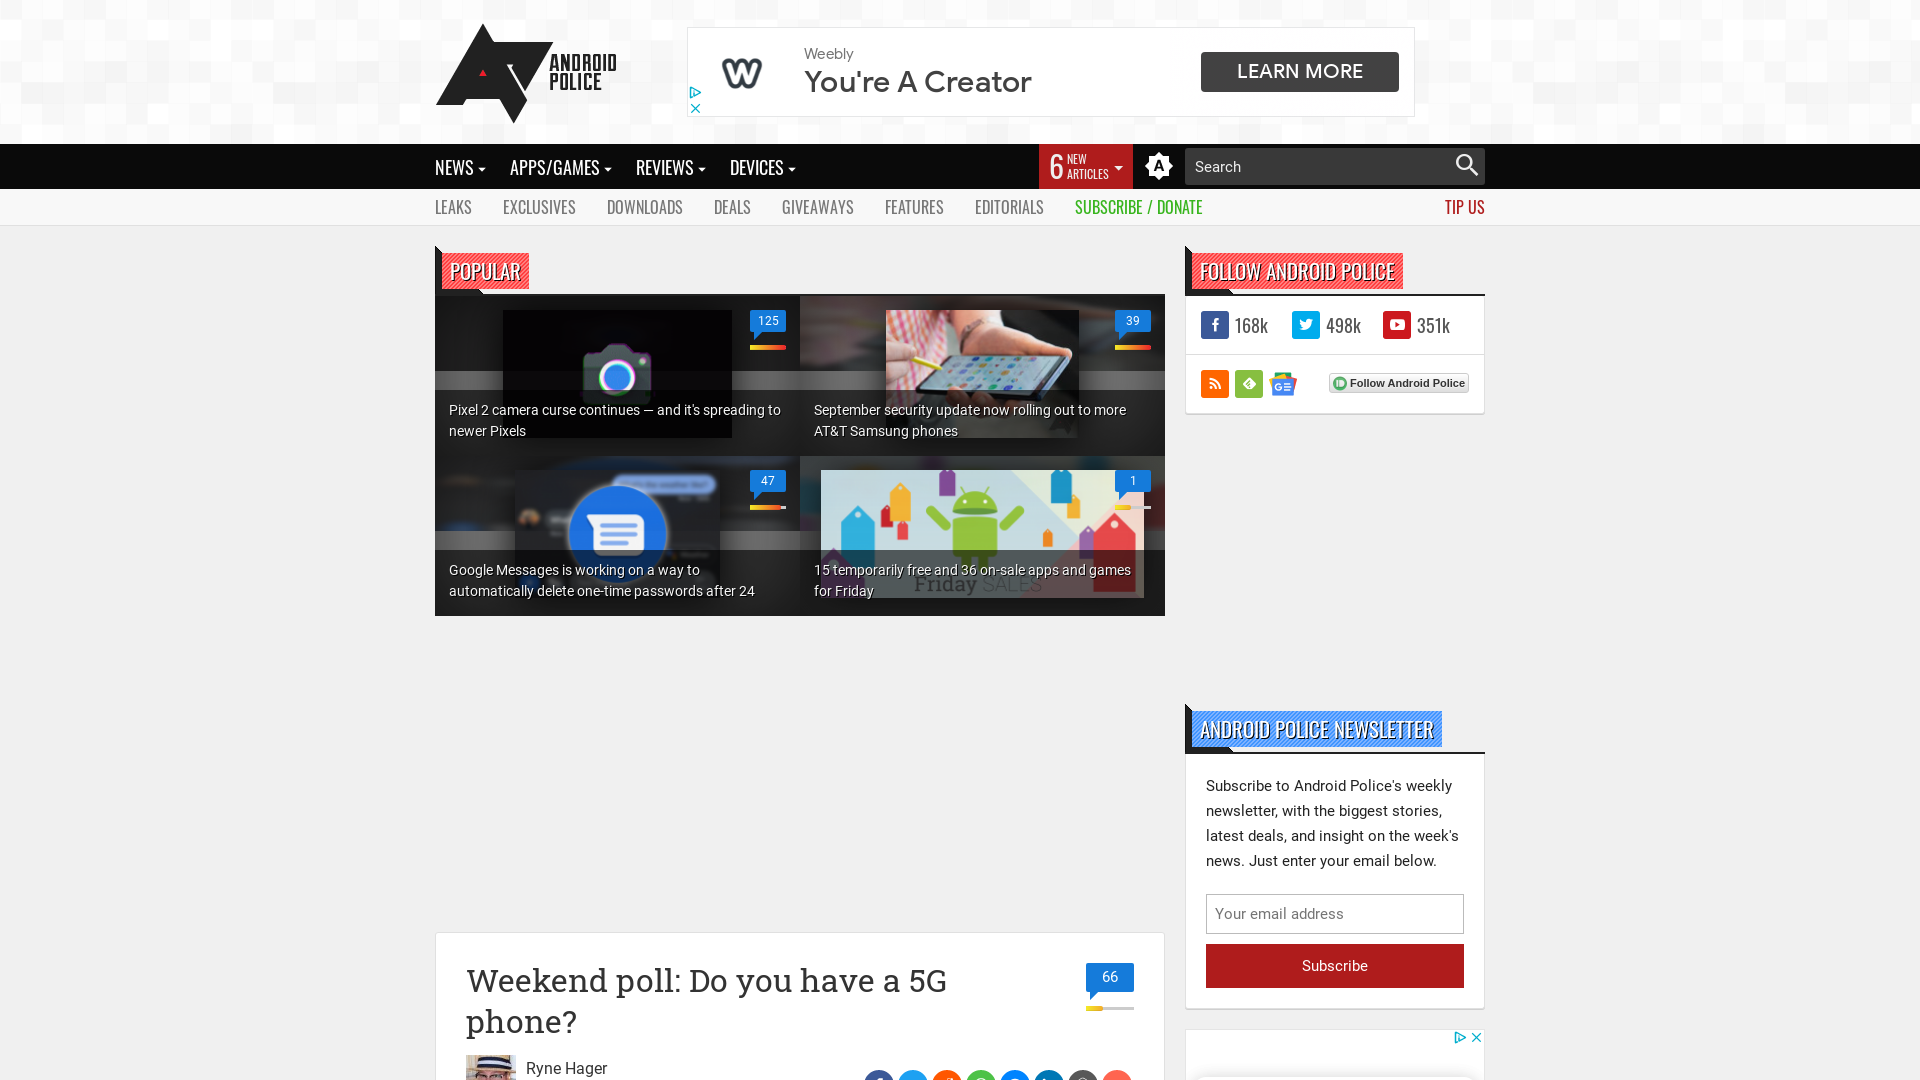 ANDROID
POLICE
Weebly
You're A Creator
LEARN MORE
NEWS
APPS/GAMES
REVIEWS
DEVICES
6 NEW
ARTICLES
A
Search
LEAKS
EXCLUSIVES
DOWNLOADS
DEALS
GIVEAWAYS
FEATURES
EDITORIALS
SUBSCRIBE / DONATE
TIP US
POPULAR
125
Pixel 2 camera curse continues — and it's spreading to
newer Pixels
39
September security update now rolling out to more
AT&T Samsung phones
47
Google Messages is working on a way to
automatically delete one-time passwords after 24
1
15 temporarily free and 36 on-sale apps and games
for Friday
Friday SALES
FOLLOW ANDROID POLICE
168k
498k
351k
Follow Android Police
ANDROID POLICE NEWSLETTER
Subscribe to Android Police's weekly
newsletter, with the biggest stories,
latest deals, and insight on the week's
news. Just enter your email below.
Your email address
Subscribe
Weekend poll: Do you have a 5G
phone?
66
Ryne Hager